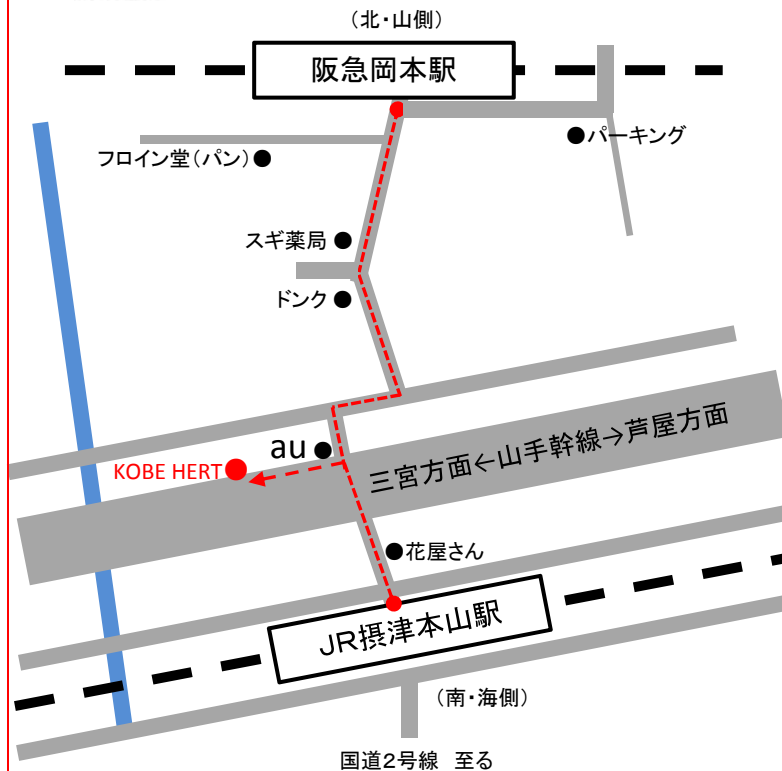 (北・山側)
阪急岡本駅
パーキング
フロイン堂(パン)
スギ薬局
ドンク
三宮方面←山手幹線→芦屋方面
au
KOBE HERT
花屋さん
JR摂津本山駅
(南・海側)
国道2号線 至る